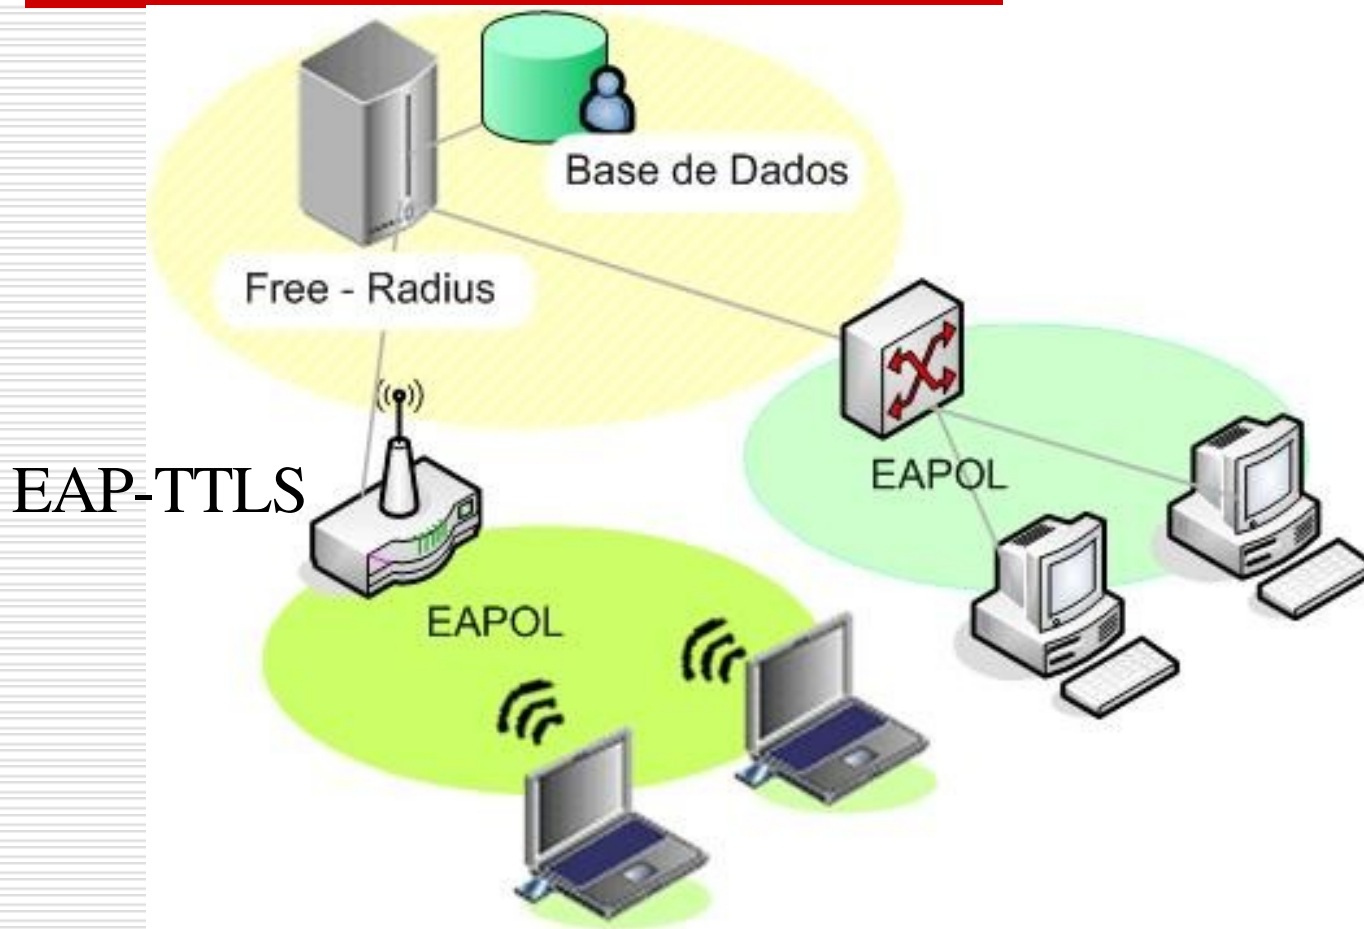 Base de Dados
Free - Radius
EAPOL
EAP-TTLS
EAPOL